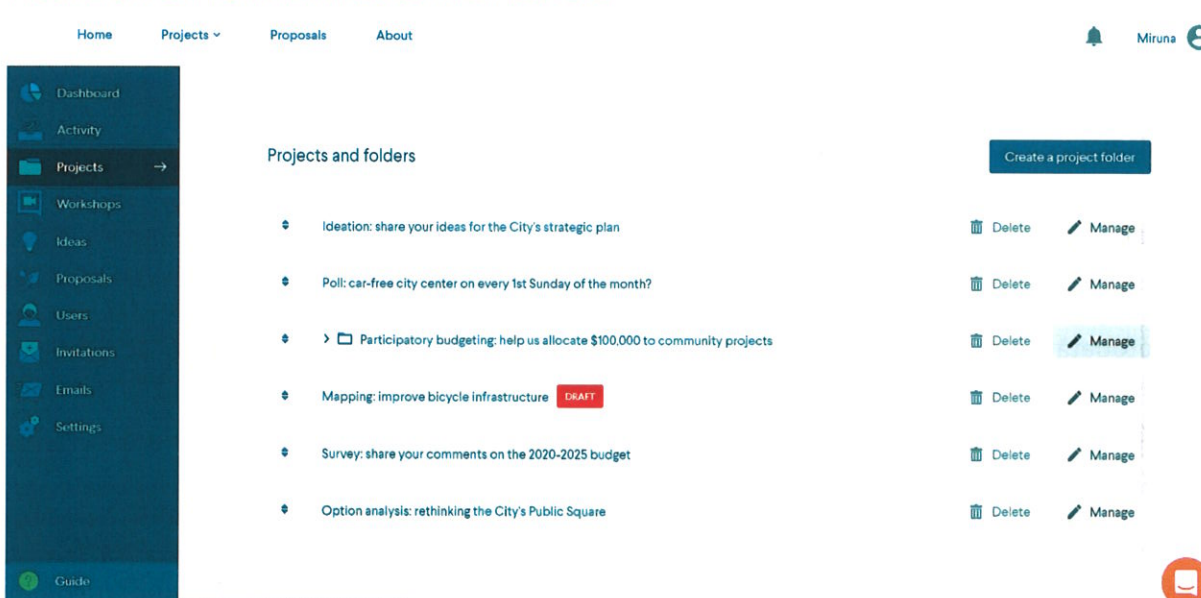 Home Projects Proposals About Miruna
Dashboard
Activity
Projects
Workshops
Ideas
Proposals
Users
Invitations
Emails
Settings
Guide
Projects and folders Create a project folder
Ideation: share your ideas for the City's strategic plan Delete Manage
Poll: car-free city center on every 1st Sunday of the month? Delete Manage
Participatory budgeting: help us allocate $100,000 to community projects Delete Manage
Mapping: improve bicycle infrastructure DRAFT Delete Manage
Survey: share your comments on the 2020-2025 budget Delete Manage
Option analysis: rethinking the City's Public Square Delete Manage